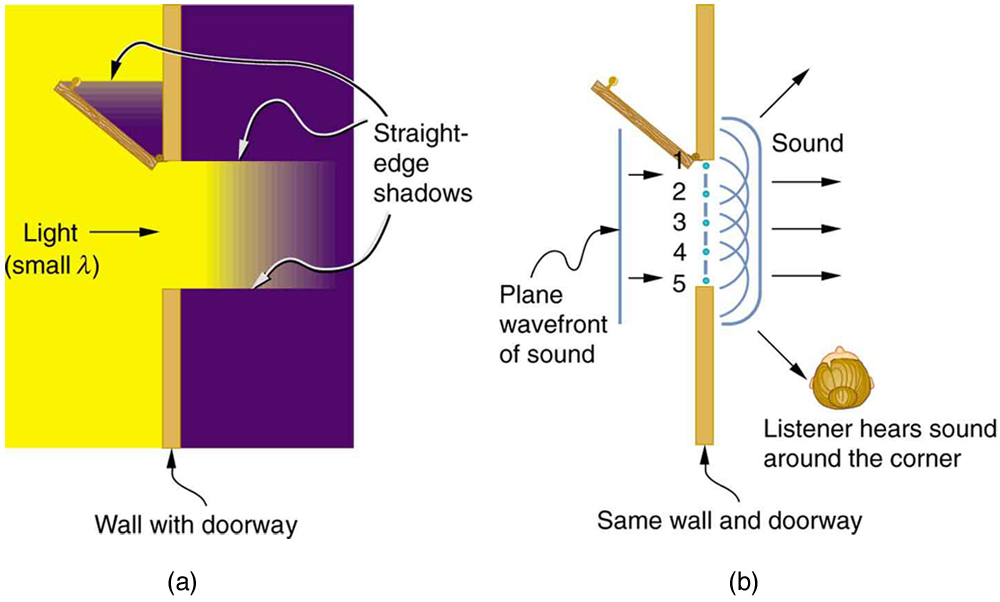 Straight-
edge
shadows
Light
(small λ)
Wall with doorway
(a)
Sound
1
2
3
4
5
Plane
wavefront
of sound
Listener hears sound
around the corner
Same wall and doorway
(b)